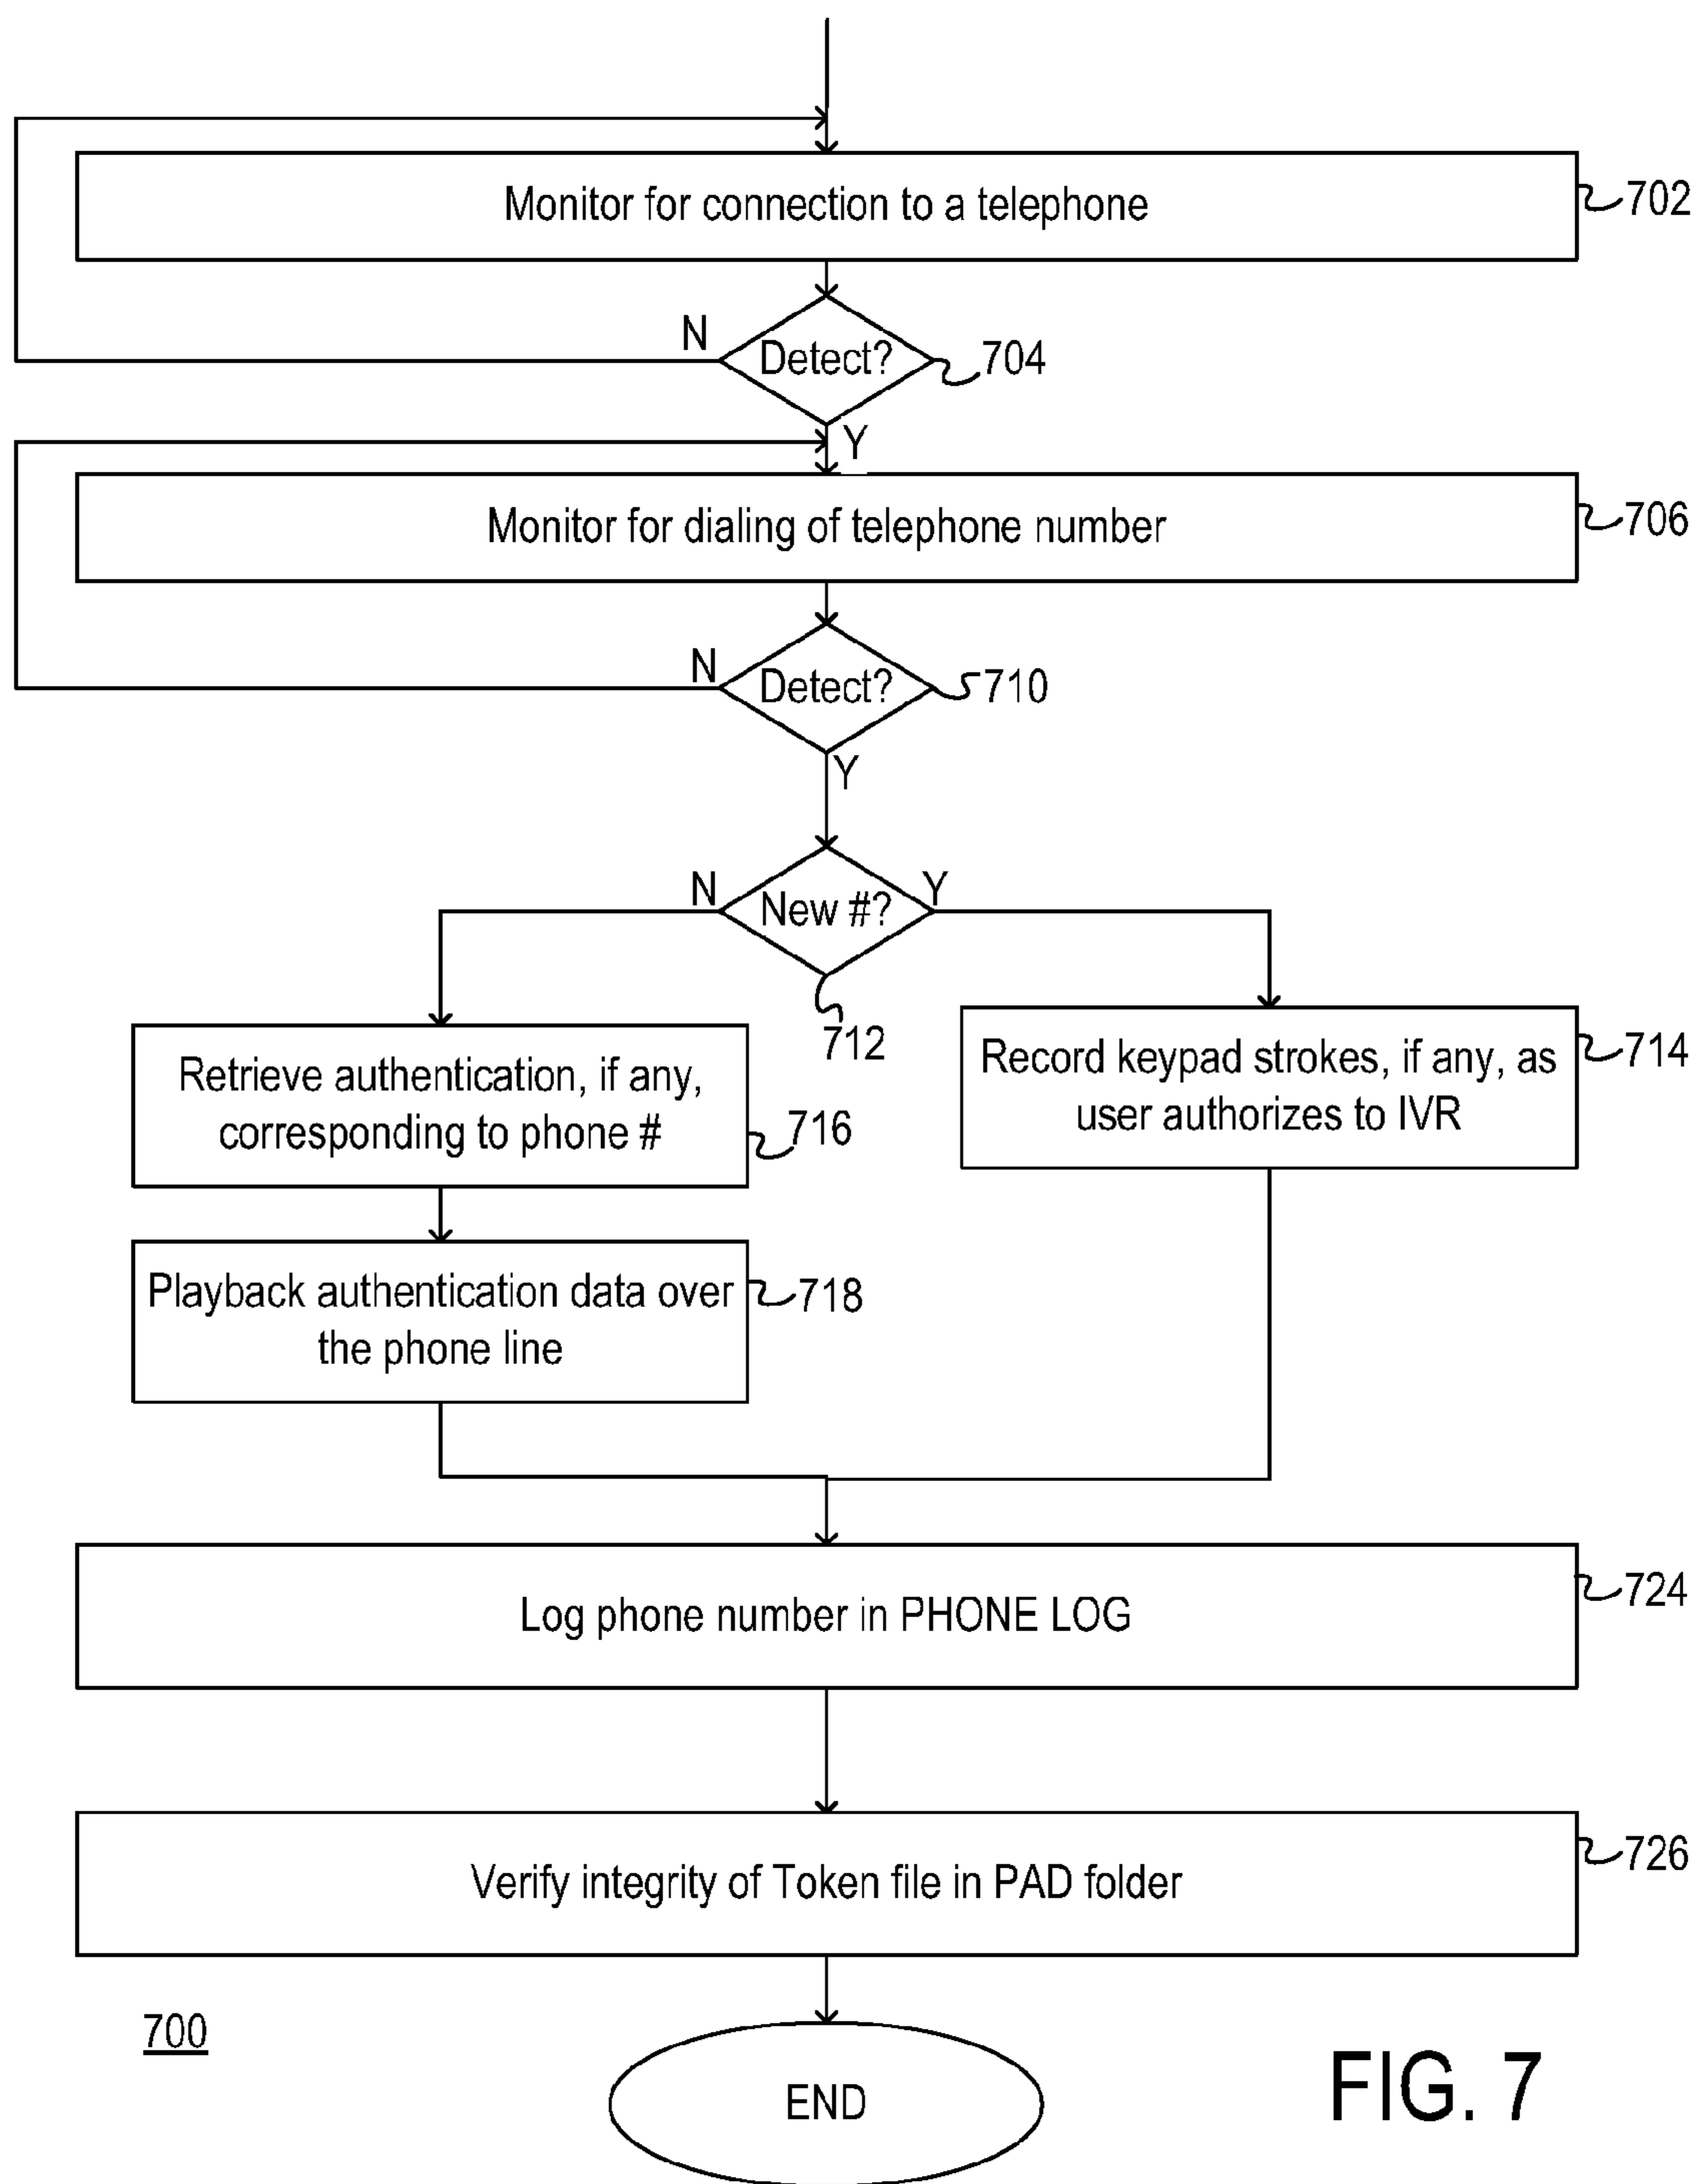 Monitor for connection to a telephone
702
N
Detect?
704
Y
Monitor for dialing of telephone number
706
N
Detect?
710
Y
N
New #?
Y
712
Retrieve authentication, if any,
corresponding to phone #
716
Record keypad strokes, if any, as
user authorizes to IVR
714
Playback authentication data over
the phone line
718
Log phone number in PHONE LOG
724
Verify integrity of Token file in PAD folder
726
700
END
FIG. 7